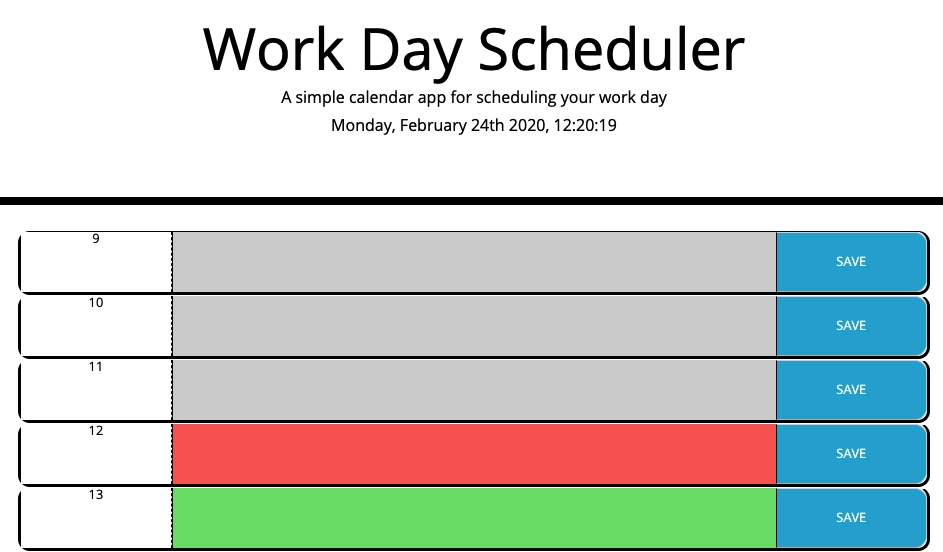 Work Day Scheduler
A simple calendar app for scheduling your work day
Monday, February 24th 2020, 12:20:19
9
SAVE
10
SAVE
11
SAVE
12
SAVE
13
SAVE